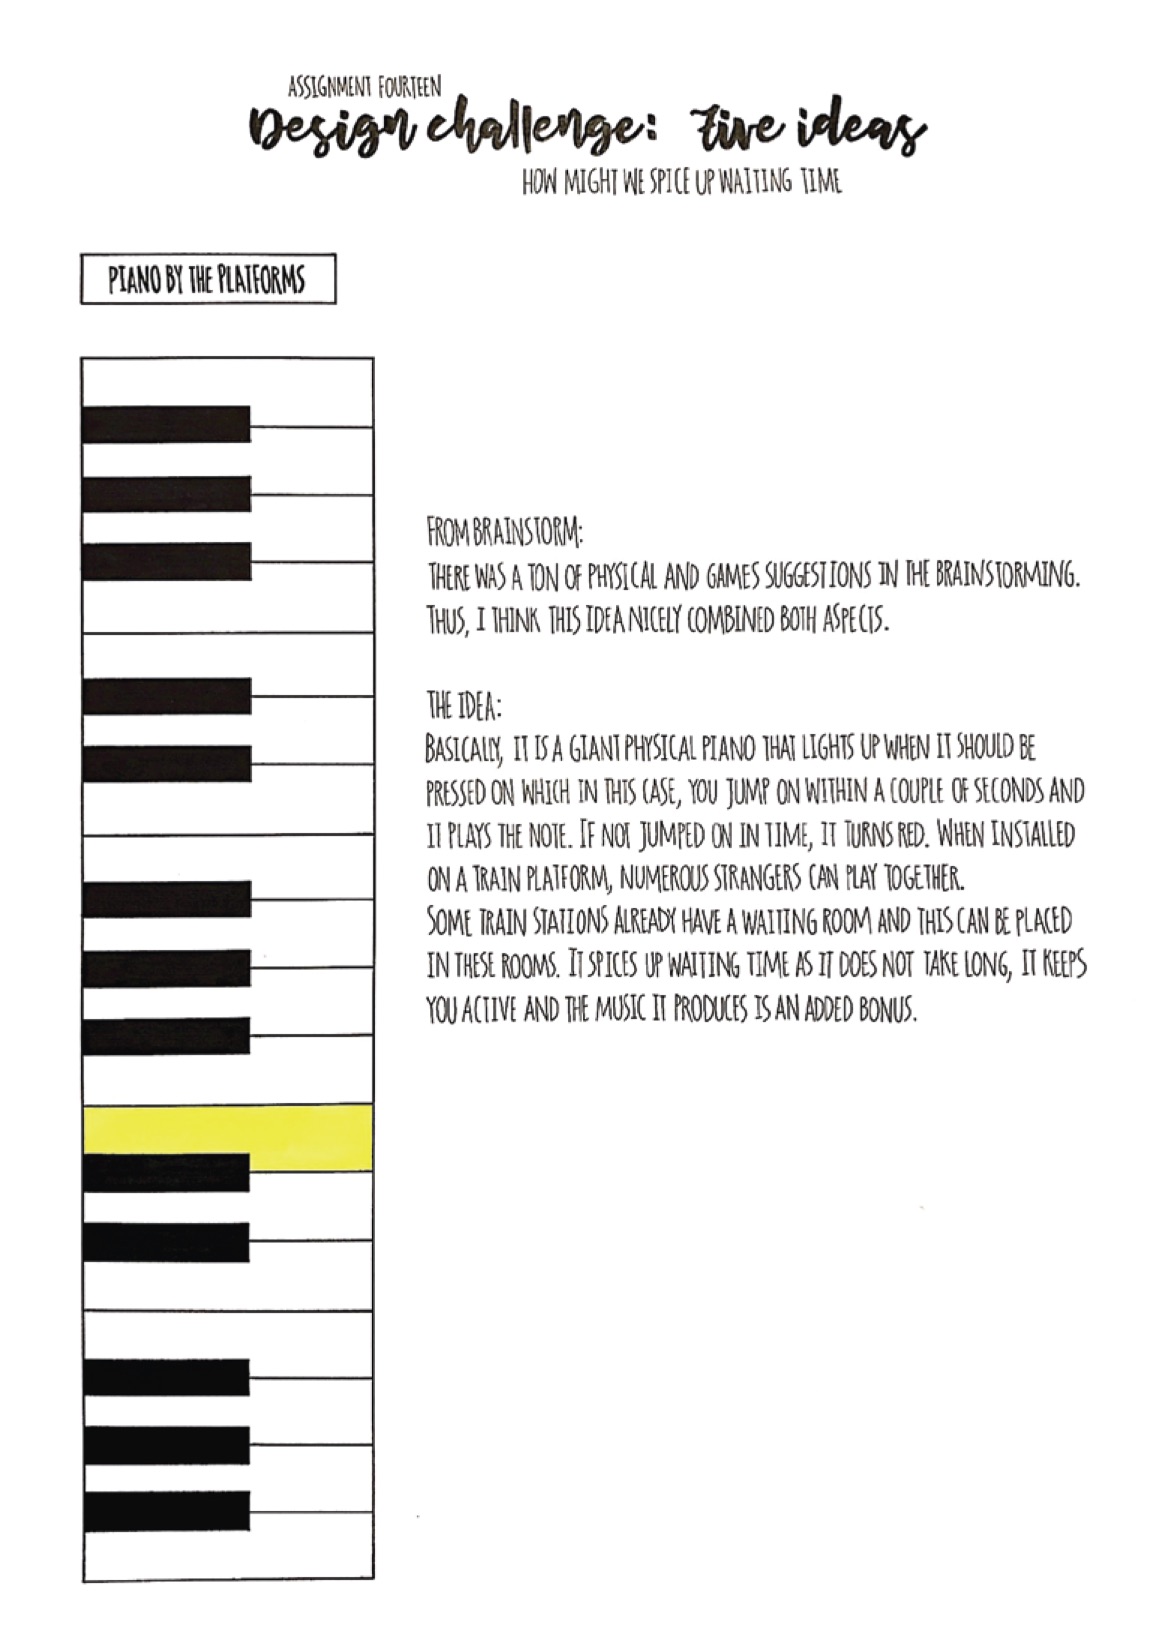 ASSIGNMENT FOURTEEN
Design challenge: Five ideas
HOW MIGHT WE SPICE UP WAITING TIME
PIANO BY THE PLATFORMS
FROM BRAINSTORM:
THERE WAS A TON OF PHYSICAL AND GAMES SUGGESTIONS IN THE BRAINSTORMING.
THUS, I THINK THIS IDEA NICELY COMBINED BOTH ASPECTS.
THE IDEA:
BASICALLY, IT IS A GIANT PHYSICAL PIANO THAT LIGHTS UP WHEN IT SHOULD BE
PRESSED ON WHICH IN THIS CASE, YOU JUMP ON WITHIN A COUPLE OF SECONDS AND
IT PLAYS THE NOTE. IF NOT JUMPED ON IN TIME, IT TURNS RED. WHEN INSTALLED
ON A TRAIN PLATFORM, NUMEROUS STRANGERS CAN PLAY TOGETHER.
SOME TRAIN STATIONS ALREADY HAVE A WAITING ROOM AND THIS CAN BE PLACED
IN THESE ROOMS. IT SPICES UP WAITING TIME AS IT DOES NOT TAKE LONG, IT KEEPS
YOU ACTIVE AND THE MUSIC IT PRODUCES IS AN ADDED BONUS.